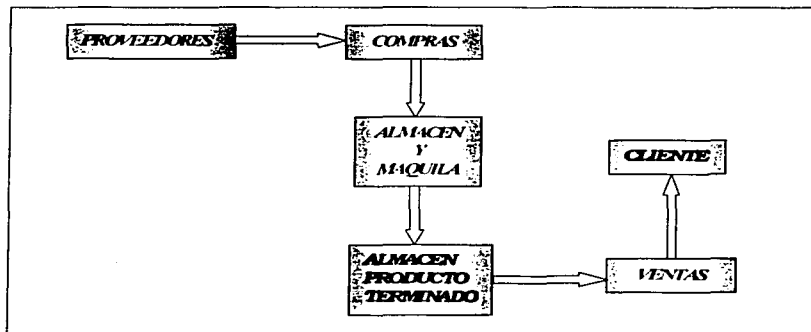 PROVEEDORES
COMPRAS
ALMACEN
Y
MAQUILA
CLIENTE
ALMACEN
PRODUCTO
TERMINADO
VENTAS